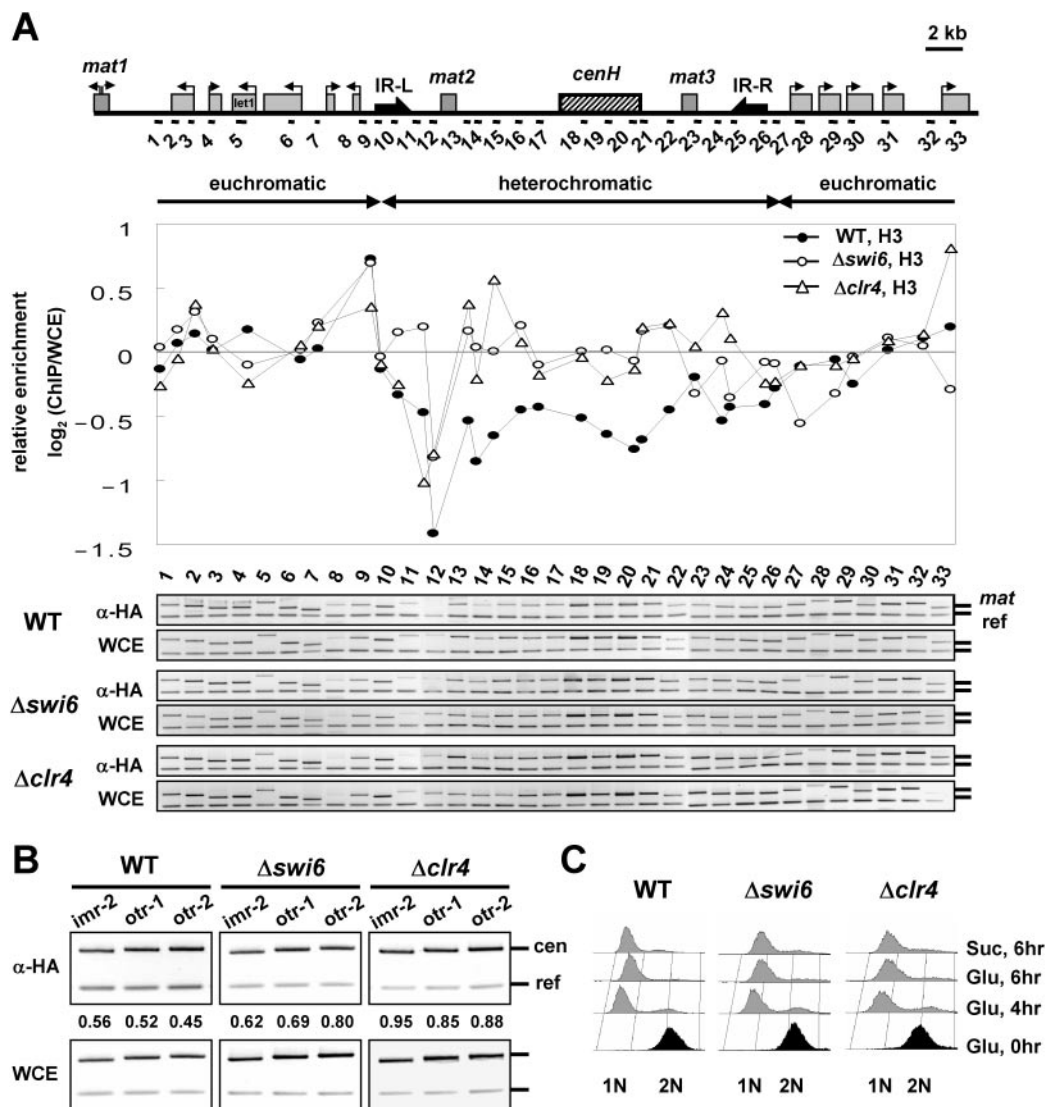 A
2 kb
mat1
IR-L
mat2
cenH
mat3
IR-R
let1
1 2 3 4 5 6 7 8 9 10 11 12 13 14 15 16 17 18 19 20 21 22 23 24 25 26 27 28 29 30 31 32 33
euchromatic
heterochromatic
euchromatic
relative enrichment
log2 (ChIP/WCE)
1
0.5
0
−0.5
−1
−1.5
WT, H3
Δswi6, H3
Δclr4, H3
1 2 3 4 5 6 7 8 9 10 11 12 13 14 15 16 17 18 19 20 21 22 23 24 25 26 27 28 29 30 31 32 33
WT
α-HA
WCE
mat
ref
Δswi6
α-HA
WCE
Δclr4
α-HA
WCE
B
WT Δswi6 Δclr4
imr-2 otr-1 otr-2 imr-2 otr-1 otr-2 imr-2 otr-1 otr-2
α-HA
cen
ref
0.56 0.52 0.45 0.62 0.69 0.80 0.95 0.85 0.88
WCE
C
WT Δswi6 Δclr4
Suc, 6hr
Glu, 6hr
Glu, 4hr
Glu, 0hr
1N 2N 1N 2N 1N 2N